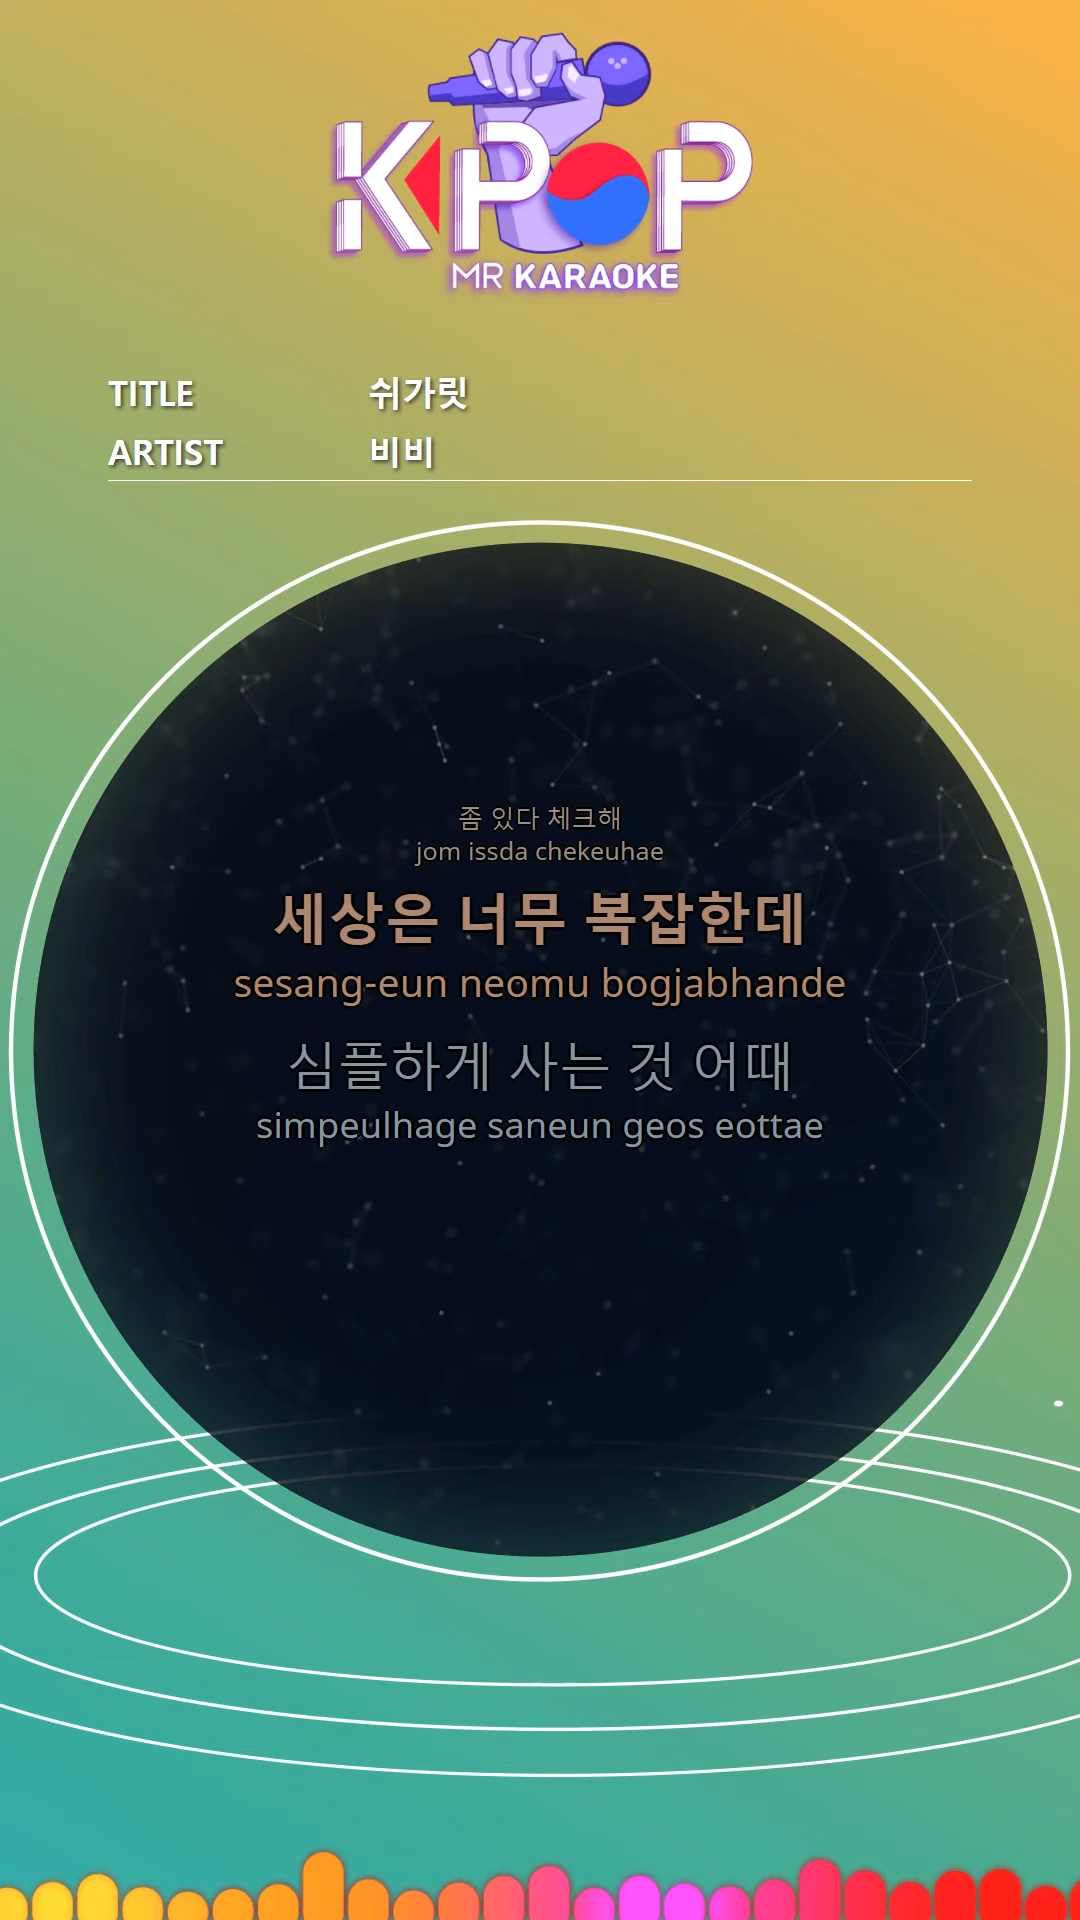 KPOP
MR KARAOKE
TITLE 쉬가릿
ARTIST 비비
좀 있다 체크해
jom issda chekeuhae
세상은 너무 복잡한데
sesang-eun neomu bogjabhande
심플하게 사는 것 어때
simpeulhage saneun geos eottae